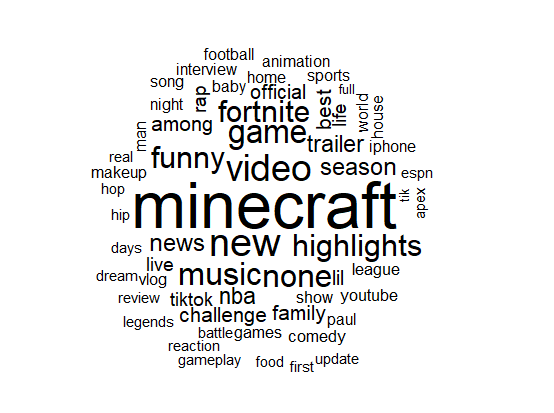 football
interview animation
song baby home sports
night rap official best full
man among fortnite life world house
game trailer iphone
real funny video season espn
makeup
hop minecraft tik apex
hip
days news new highlights
live music none lil league
dream vlog
review tiktok nba show youtube
legends challenge family paul
battle games comedy
reaction
gameplay food first update